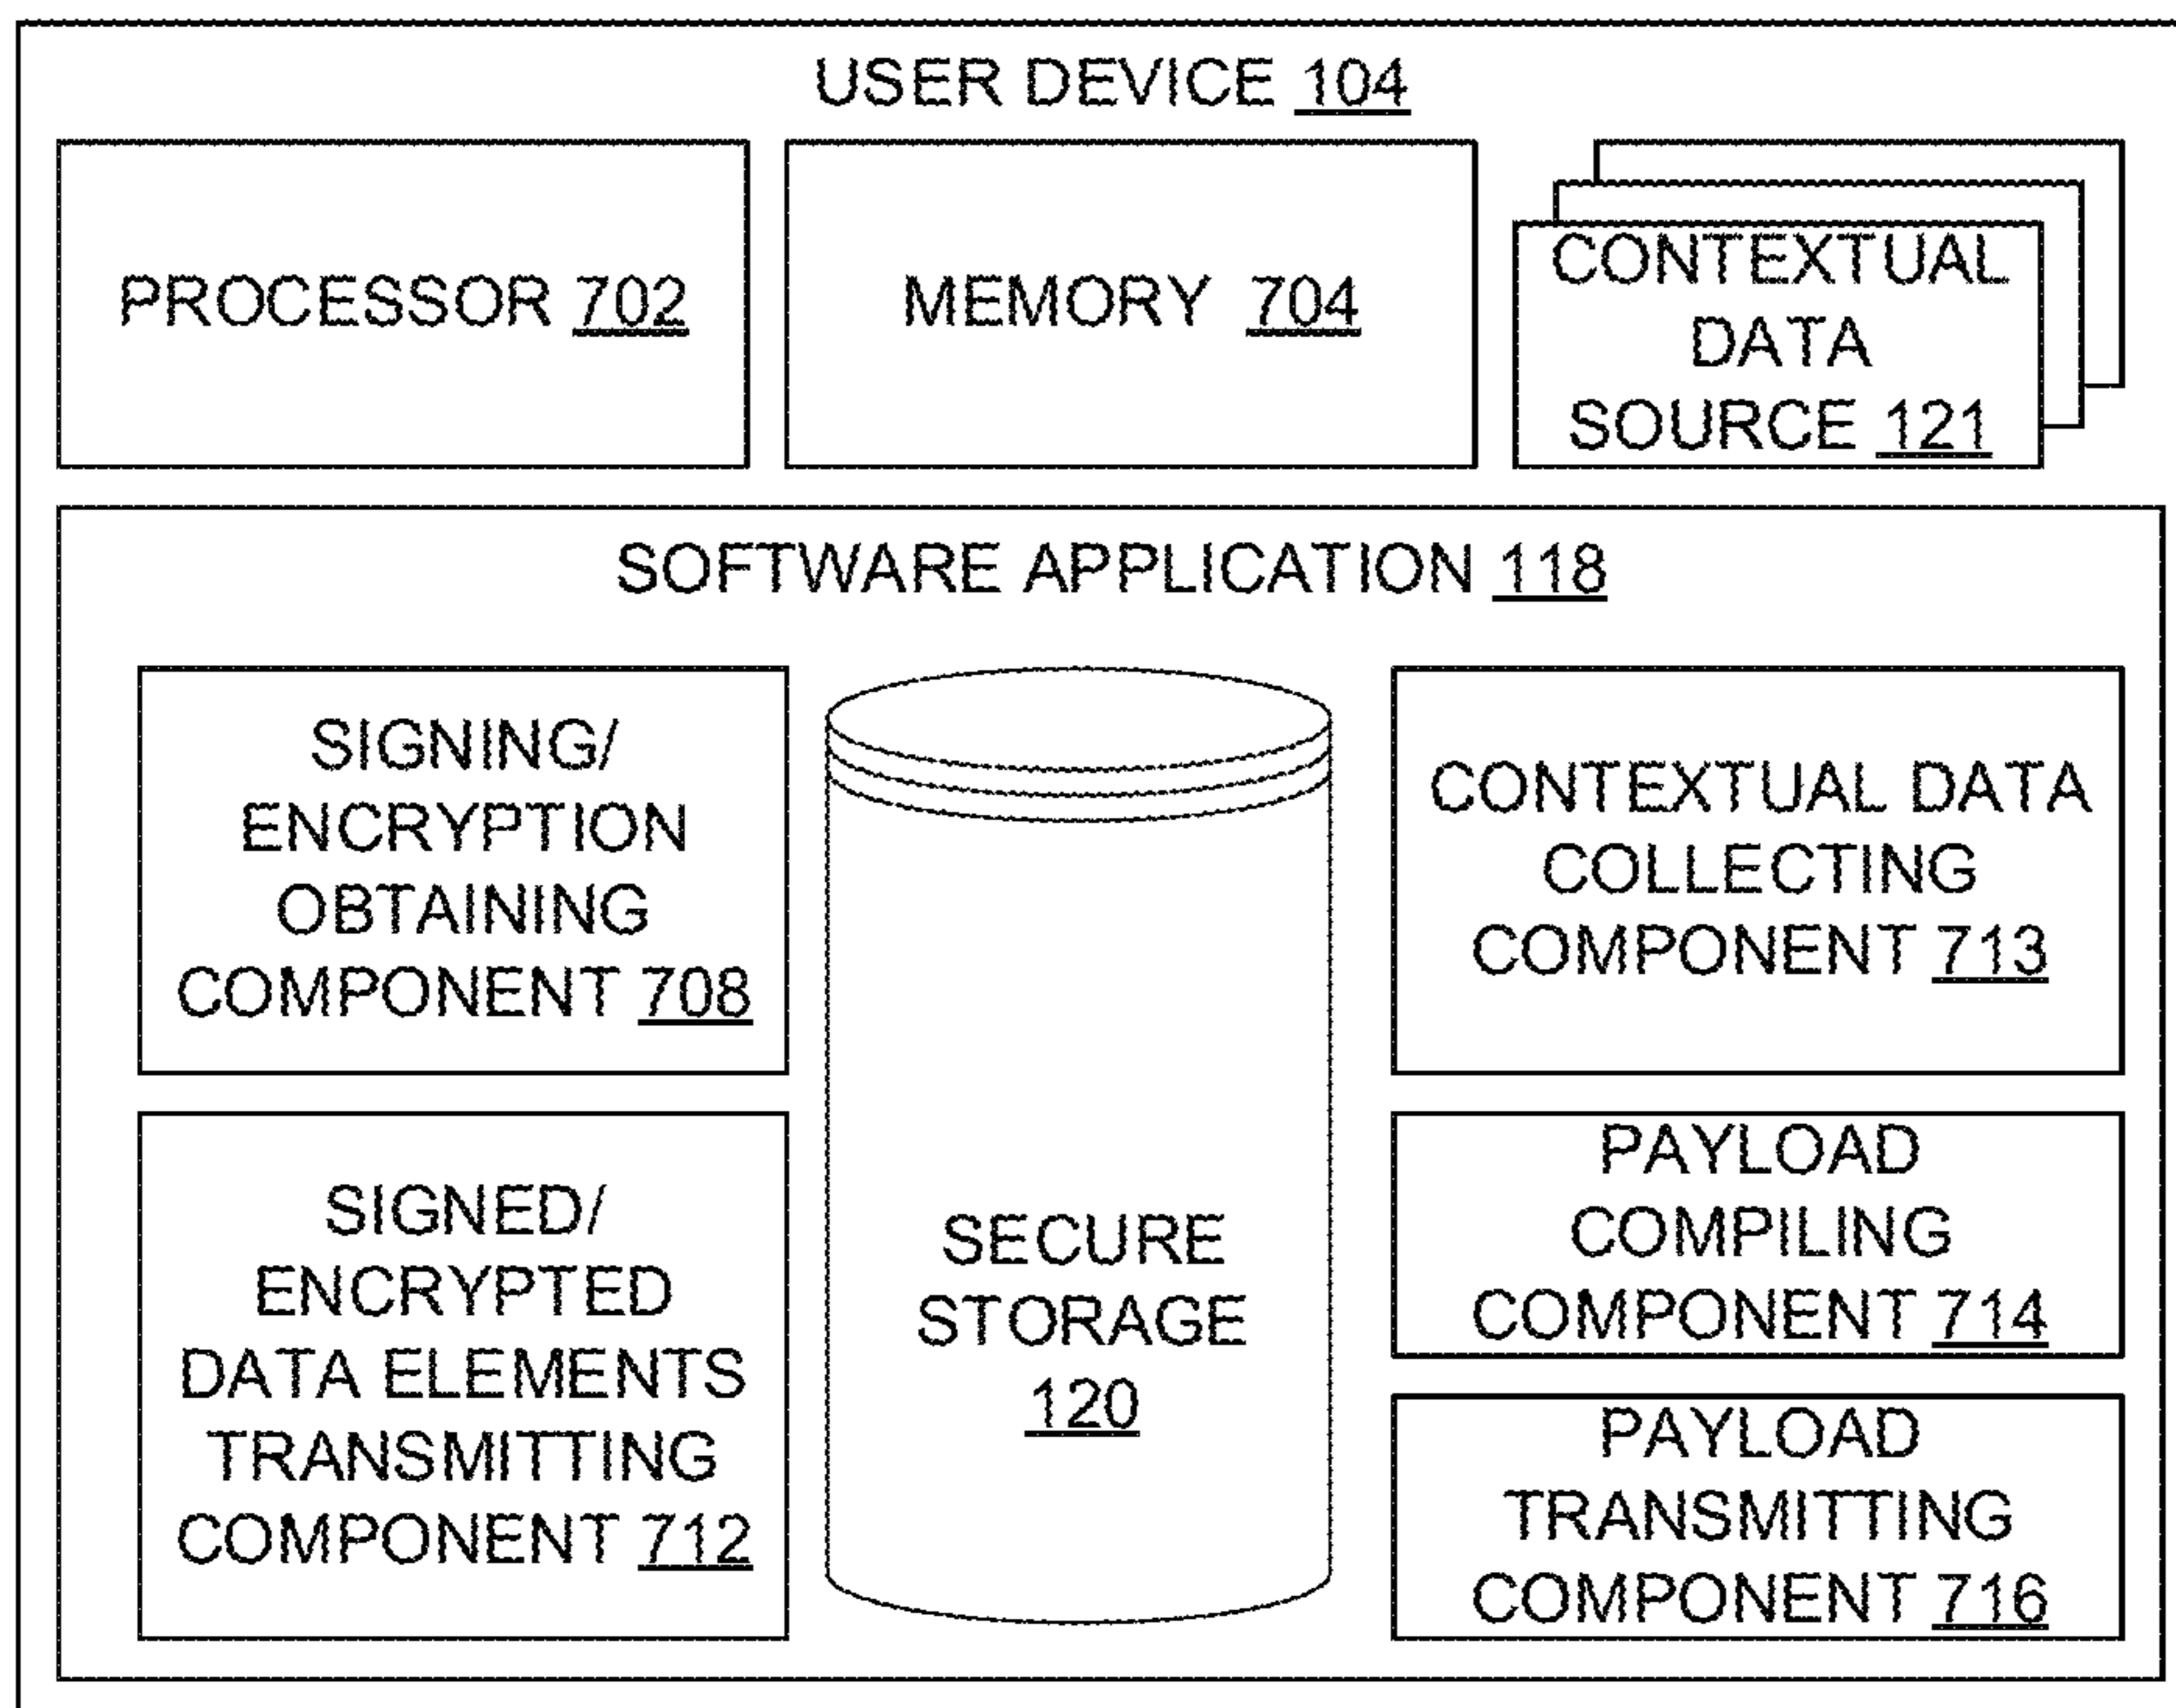 USER DEVICE 104
PROCESSOR 702
MEMORY 704
CONTEXTUAL
DATA
SOURCE 121
SOFTWARE APPLICATION 118
SIGNING/
ENCRYPTION
OBTAINING
COMPONENT 708
SIGNED/
ENCRYPTED
DATA ELEMENTS
TRANSMITTING
COMPONENT 712
SECURE
STORAGE
120
CONTEXTUAL DATA
COLLECTING
COMPONENT 713
PAYLOAD
COMPILING
COMPONENT 714
PAYLOAD
TRANSMITTING
COMPONENT 716